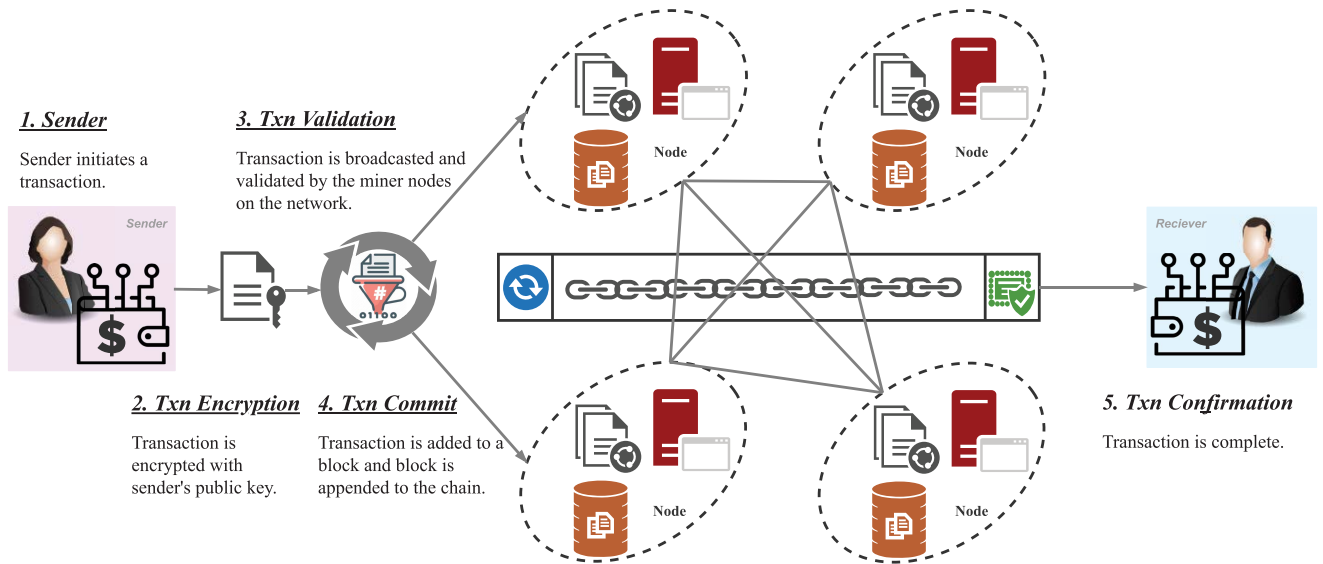 1. Sender
Sender initiates a
transaction.
Sender
$
2. Txn Encryption
Transaction is
encrypted with
sender's public key.
3. Txn Validation
Transaction is broadcasted and
validated by the miner nodes
on the network.
#
01100
4. Txn Commit
Transaction is added to a
block and block is
appended to the chain.
Node
Node
Node
Node
Reciever
$
5. Txn Confirmation
Transaction is complete.